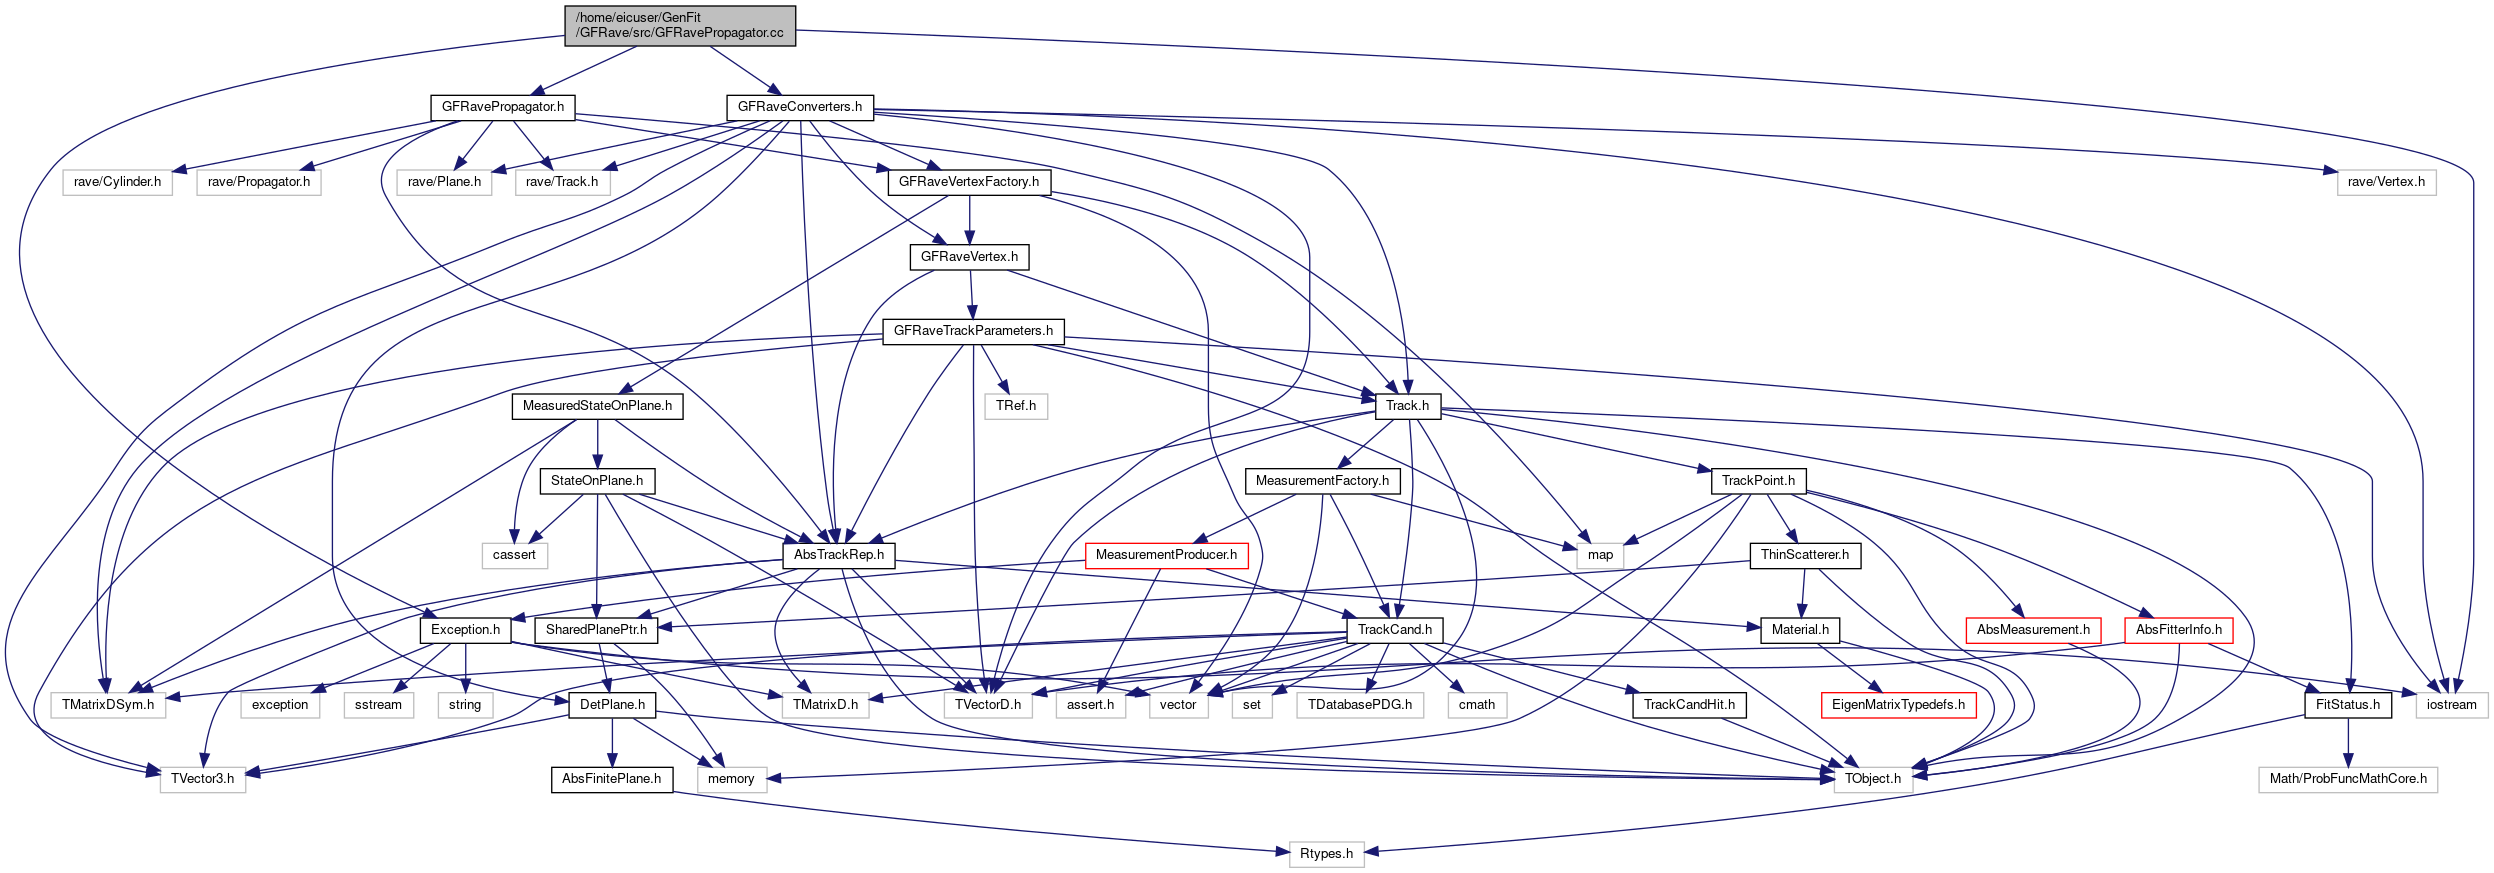 /home/eicuser/GenFit
/GFRave/src/GFRavePropagator.cc
GFRavePropagator.h
GFRaveConverters.h
rave/Cylinder.h
rave/Propagator.h
rave/Plane.h
rave/Track.h
GFRaveVertexFactory.h
rave/Vertex.h
GFRaveVertex.h
GFRaveTrackParameters.h
MeasuredStateOnPlane.h
TRef.h
Track.h
StateOnPlane.h
MeasurementFactory.h
TrackPoint.h
cassert
AbsTrackRep.h
MeasurementProducer.h
map
ThinScatterer.h
Exception.h
SharedPlanePtr.h
TrackCand.h
Material.h
AbsMeasurement.h
AbsFitterInfo.h
TMatrixDSym.h
exception
sstream
string
DetPlane.h
TMatrixD.h
TVectorD.h
assert.h
vector
set
TDatabasePDG.h
cmath
TrackCandHit.h
EigenMatrixTypedefs.h
FitStatus.h
iostream
TVector3.h
AbsFinitePlane.h
memory
TObject.h
Math/ProbFuncMathCore.h
Rtypes.h